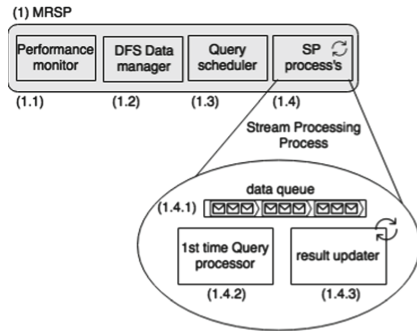 (1) MRSP
Performance
monitor
DFS Data
manager
Query
scheduler
SP
process's
(1.1)
(1.2)
(1.3)
(1.4)
Stream Processing
Process
data queue
(1.4.1)
1st time Query
processor
result updater
(1.4.2)
(1.4.3)